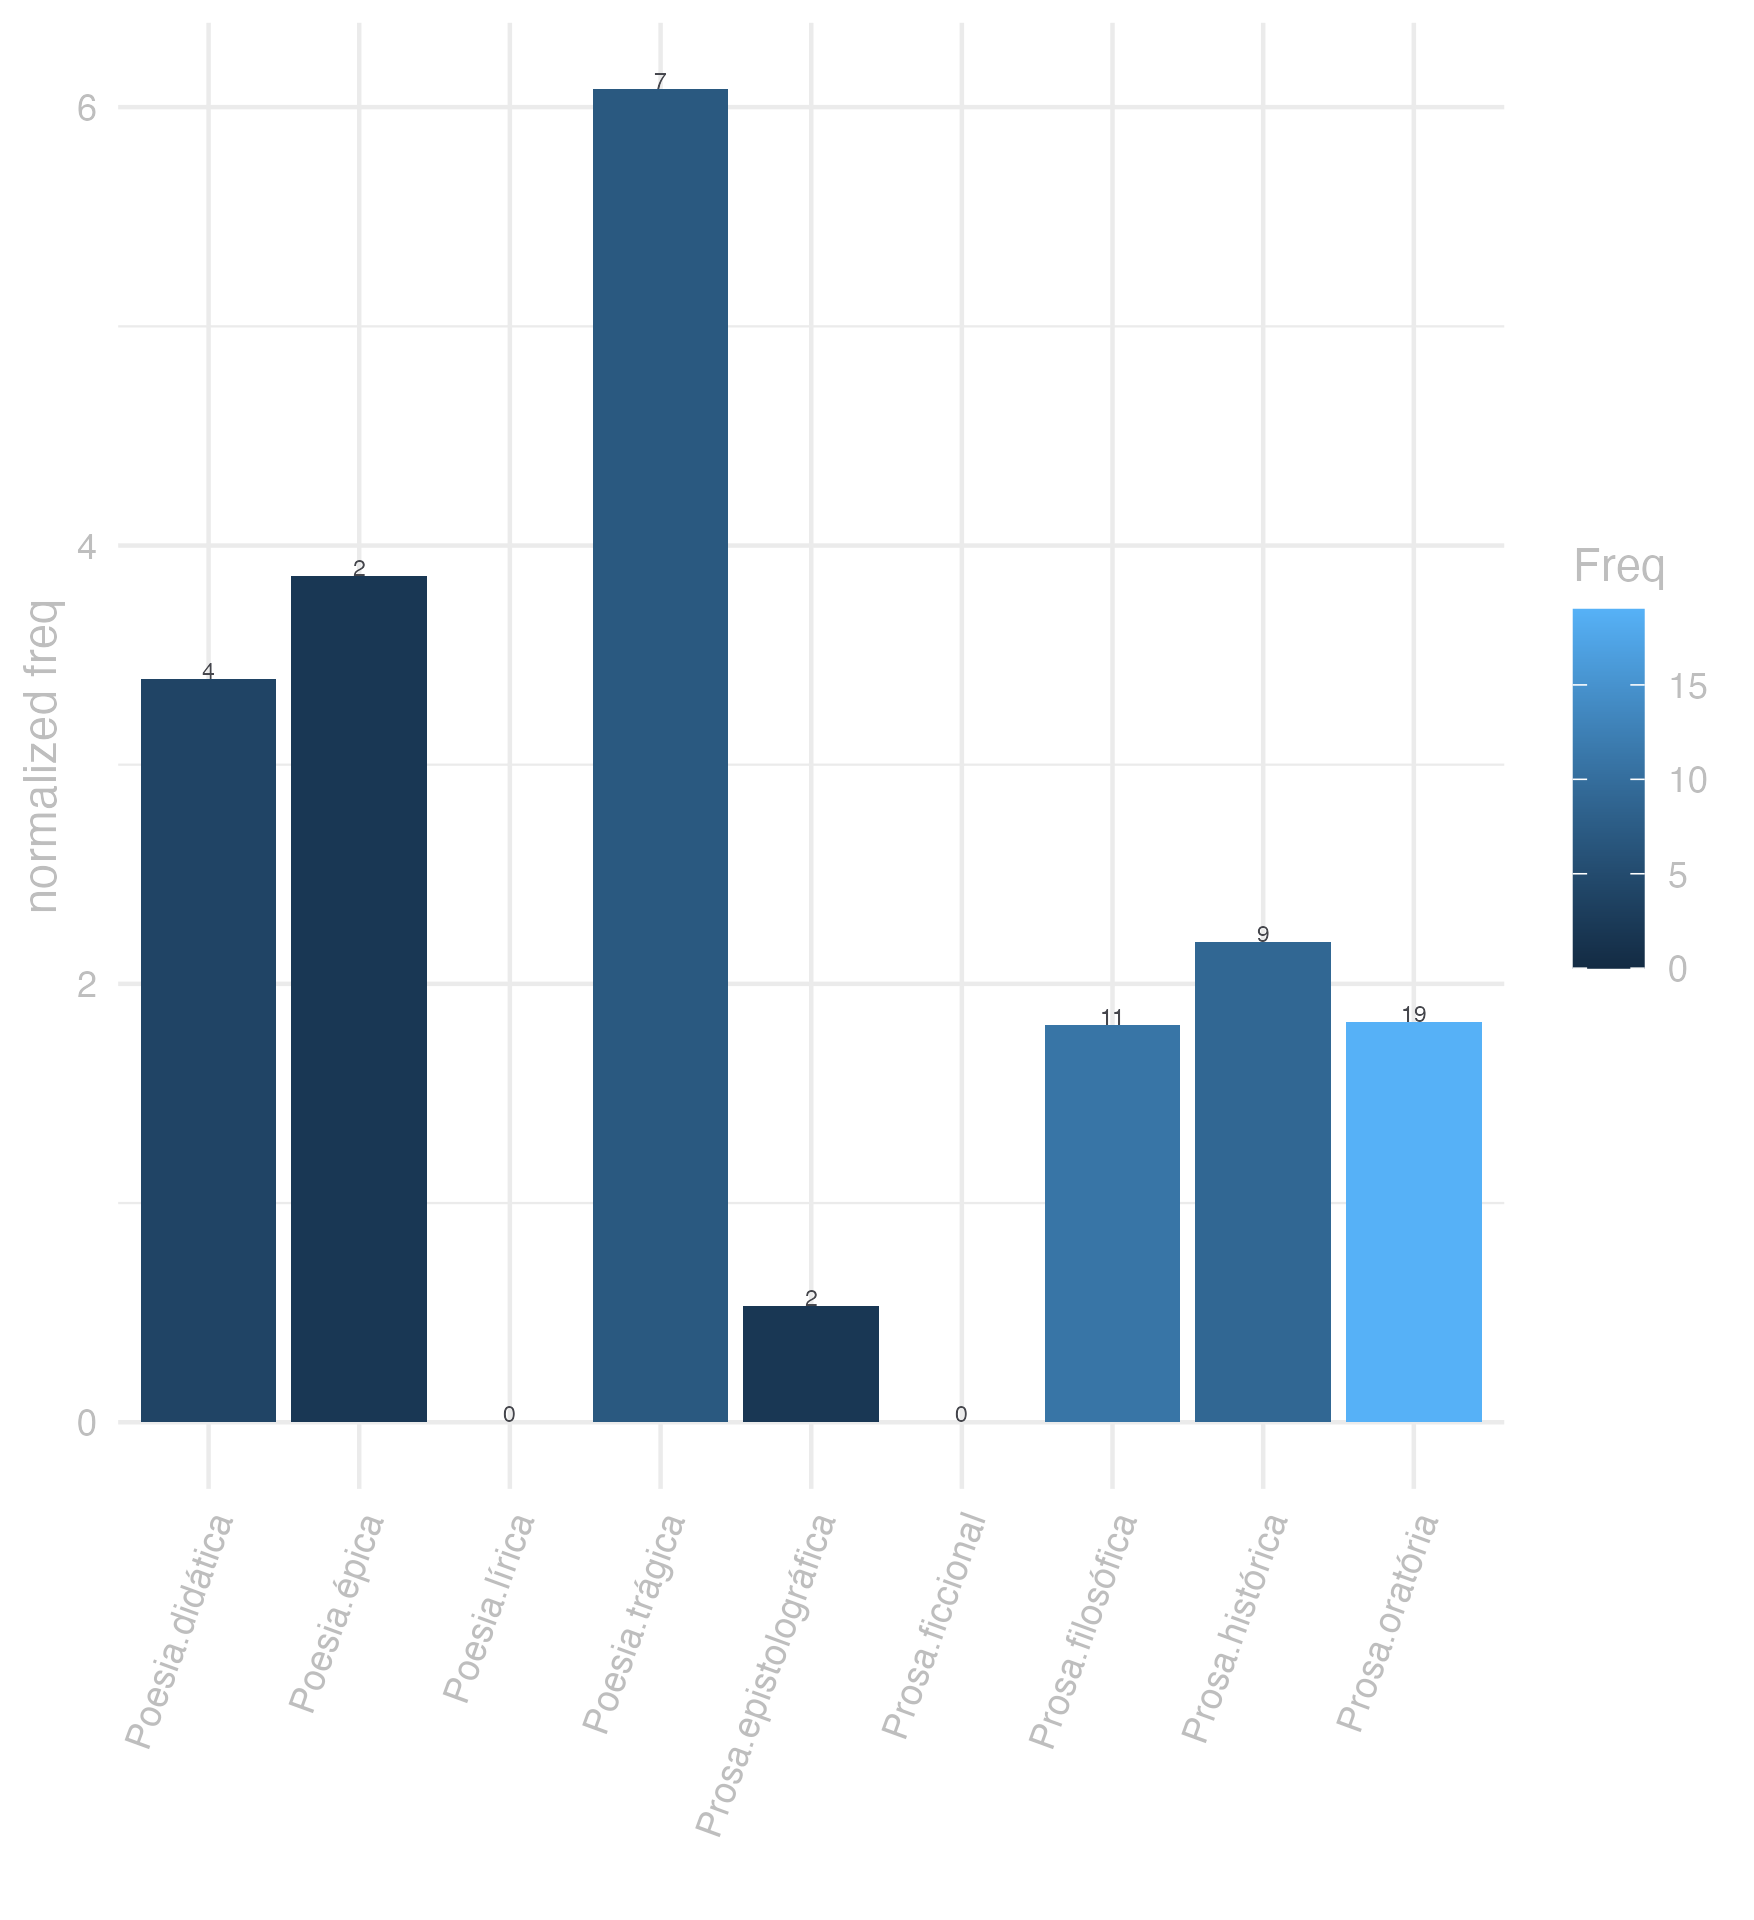 normalized freq
6
4
2
0
7
2
4
9
11
19
2
0
0
Poesia.didática
Poesia.épica
Poesia.lírica
Poesia.trágica
Prosa.epistolográfica
Prosa.ficcional
Prosa.filosófica
Prosa.histórica
Prosa.oratória
Freq
15
10
5
0